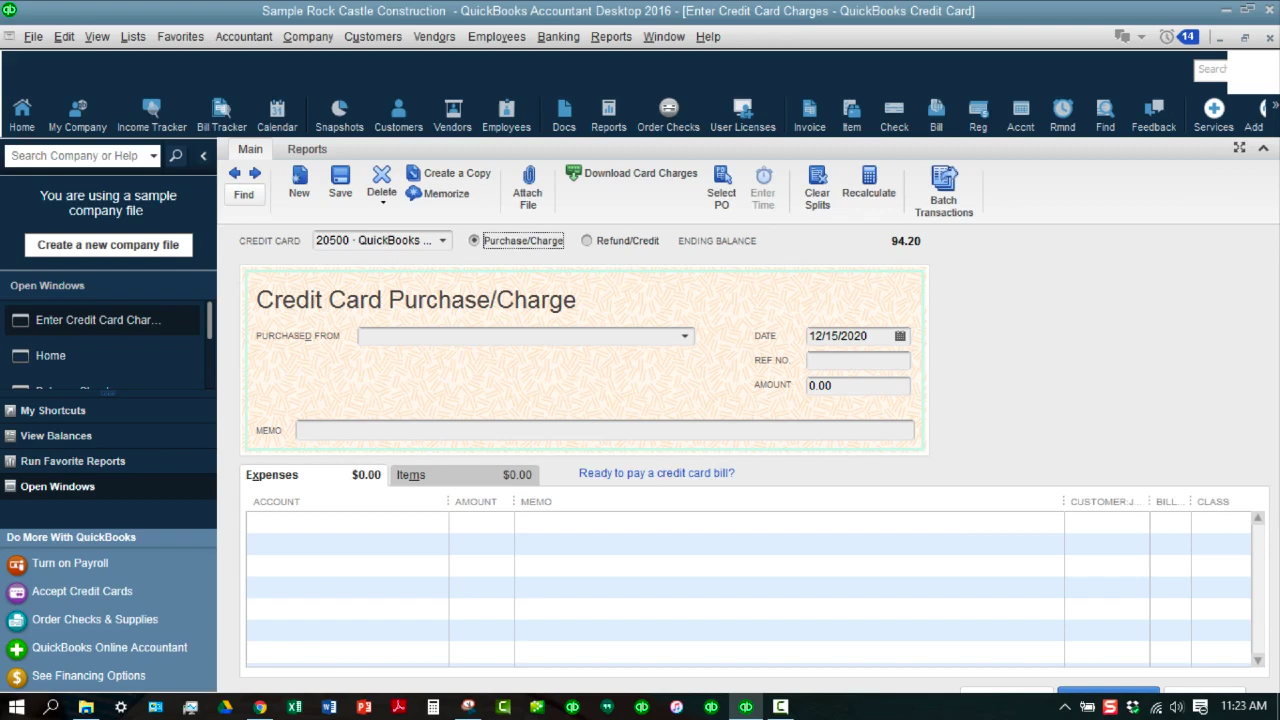 Sample Rock Castle Construction - QuickBooks Accountant Desktop 2016 - [Enter Credit Card Charges - QuickBooks Credit Card]
File Edit View Lists Favorites Accountant Company Customers Vendors Employees Banking Reports Window Help 14
Search
Home My Company Income Tracker Bill Tracker Calendar Snapshots Customers Vendors Employees Docs Reports Order Checks User Licenses Invoice Item Check Bill Reg Accnt Rmnd Find Feedback Services Add
Search Company or Help
You are using a sample
company file
Create a new company file
Open Windows
Enter Credit Card Char...
Home
My Shortcuts
View Balances
Run Favorite Reports
Open Windows
Do More With QuickBooks
Turn on Payroll
Accept Credit Cards
Order Checks & Supplies
QuickBooks Online Accountant
See Financing Options
Main Reports
Find
New
Save
Delete
Create a Copy
Memorize
Attach
File
Download Card Charges
Select
PO
Enter
Time
Clear
Splits
Recalculate
Batch
Transactions
CREDIT CARD 20500 · QuickBooks ... Purchase/Charge Refund/Credit ENDING BALANCE 94.20
Credit Card Purchase/Charge
PURCHASED FROM
DATE 12/15/2020
REF NO.
AMOUNT 0.00
MEMO
Expenses $0.00 Items $0.00 Ready to pay a credit card bill?
ACCOUNT AMOUNT MEMO CUSTOMER:J... BILL... CLASS
11:23 AM